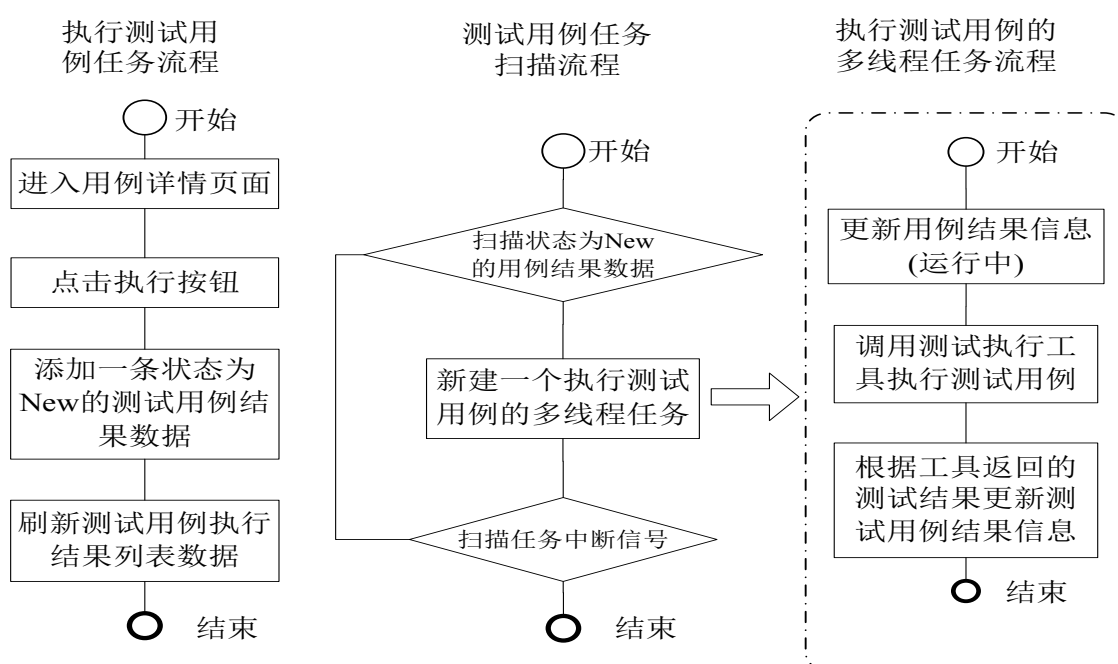 执行测试用
例任务流程
开始
进入用例详情页面
点击执行按钮
添加一条状态为
New的测试用例结
果数据
刷新测试用例执行
结果列表数据
结束
测试用例任务
扫描流程
开始
扫描状态为New
的用例结果数据
新建一个执行测试
用例的多线程任务
扫描任务中断信号
结束
执行测试用例的
多线程任务流程
开始
更新用例结果信息
(运行中)
调用测试执行工
具执行测试用例
根据工具返回的
测试结果更新测
试用例结果信息
结束